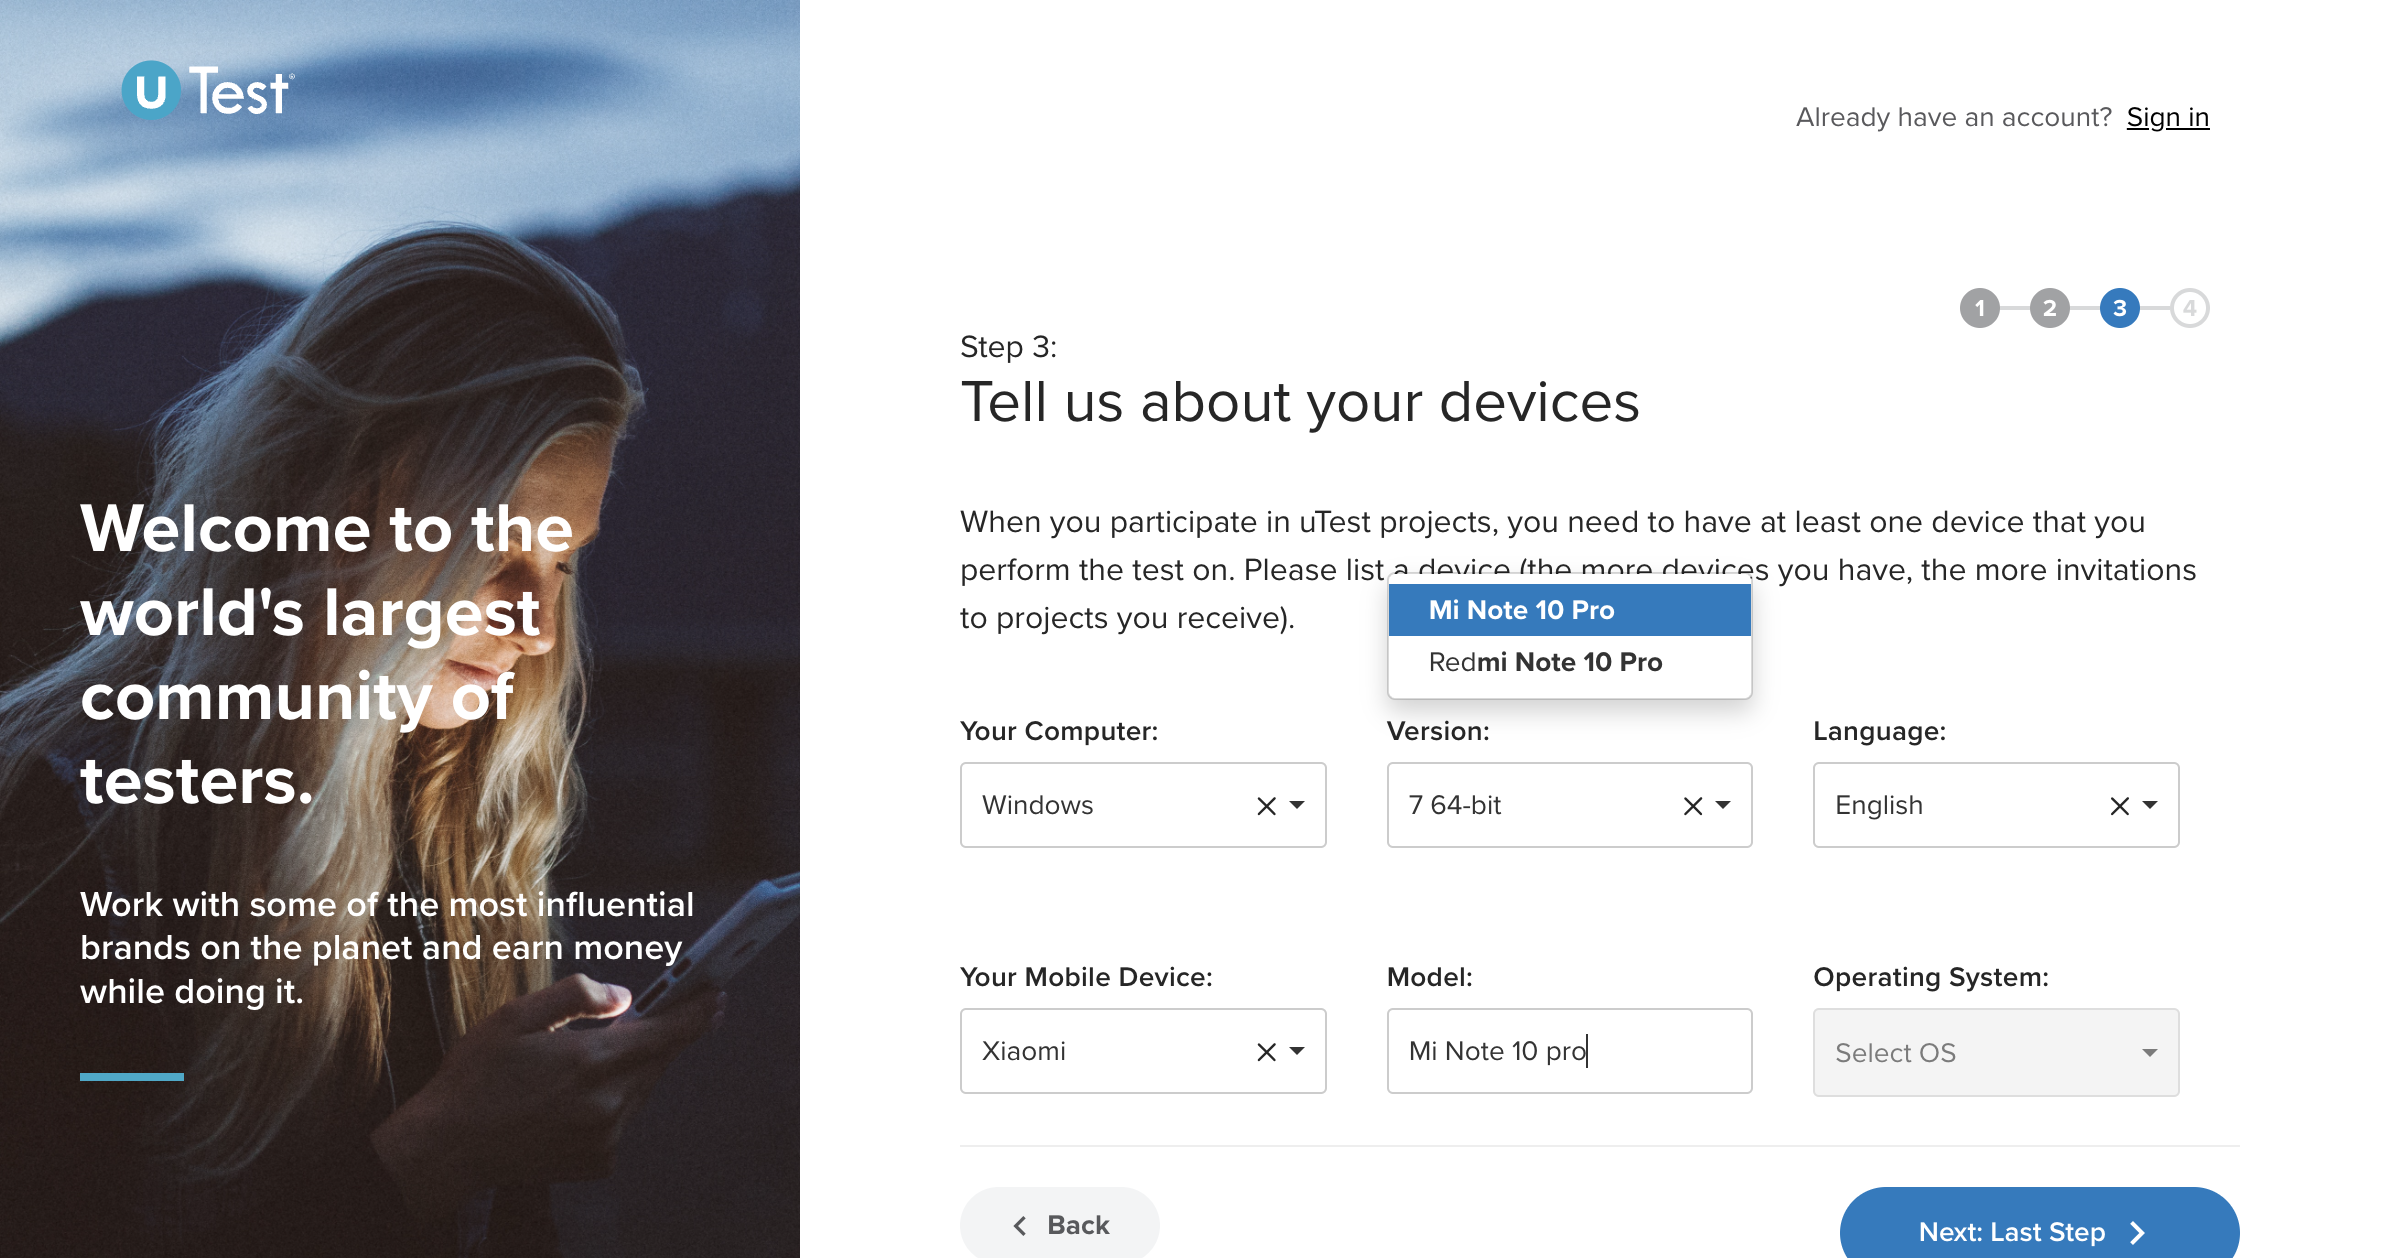 U Test®
Welcome to the
world's largest
community of
testers.
Work with some of the most influential
brands on the planet and earn money
while doing it.
Already have an account? Sign in
1 2 3 4
Step 3:
Tell us about your devices
When you participate in uTest projects, you need to have at least one device that you
perform the test on. Please list a device (the more devices you have, the more invitations
to projects you receive).
Mi Note 10 Pro
Redmi Note 10 Pro
Your Computer: Version: Language:
Windows 7 64-bit English
Your Mobile Device: Model: Operating System:
Xiaomi Mi Note 10 pro Select OS
Back Next: Last Step